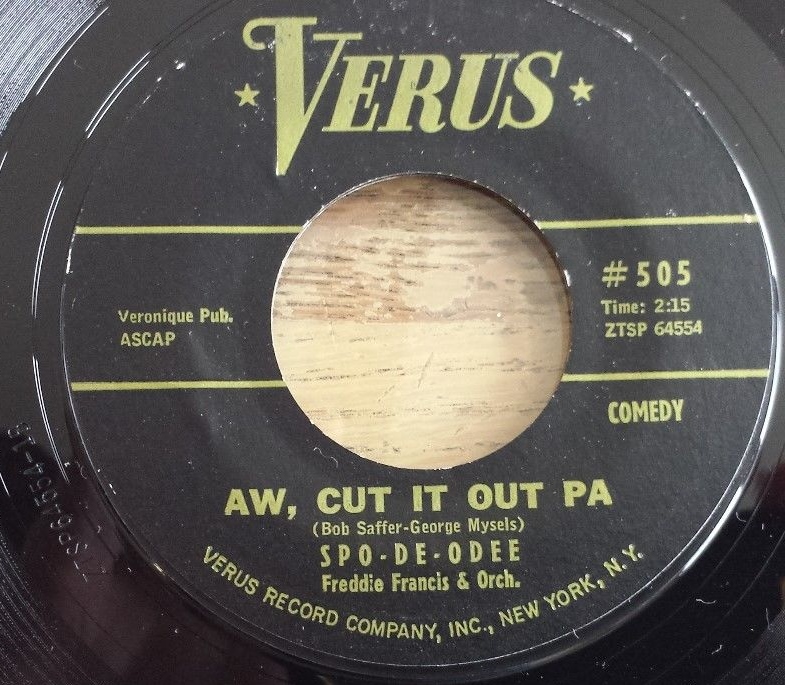 VERUS
#505
Time: 2:15
ZTSP 64554
Veronique Pub.
ASCAP
COMEDY
AW, CUT IT OUT PA
(Bob Saffer-George Mysels)
SPO-DE-ODEE
Freddie Francis & Orch.
VERUS RECORD COMPANY, INC., NEW YORK, N.Y.